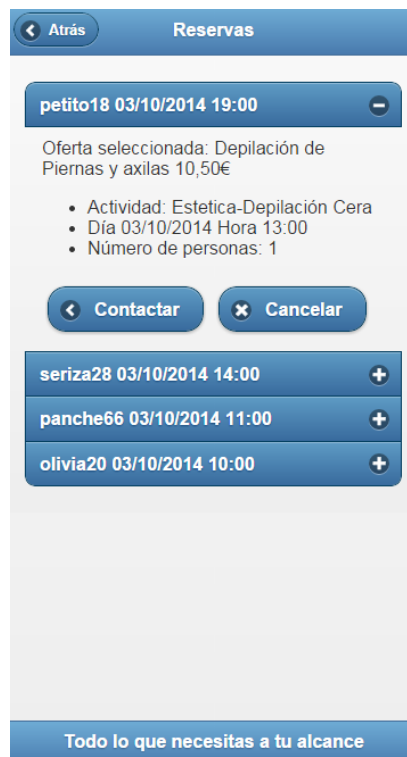 Atrás
Reservas
petito18 03/10/2014 19:00
Oferta seleccionada: Depilación de
Piernas y axilas 10,50€
• Actividad: Estetica-Depilación Cera
• Día 03/10/2014 Hora 13:00
• Número de personas: 1
Contactar
Cancelar
seriza28 03/10/2014 14:00
panche66 03/10/2014 11:00
olivia20 03/10/2014 10:00
Todo lo que necesitas a tu alcance